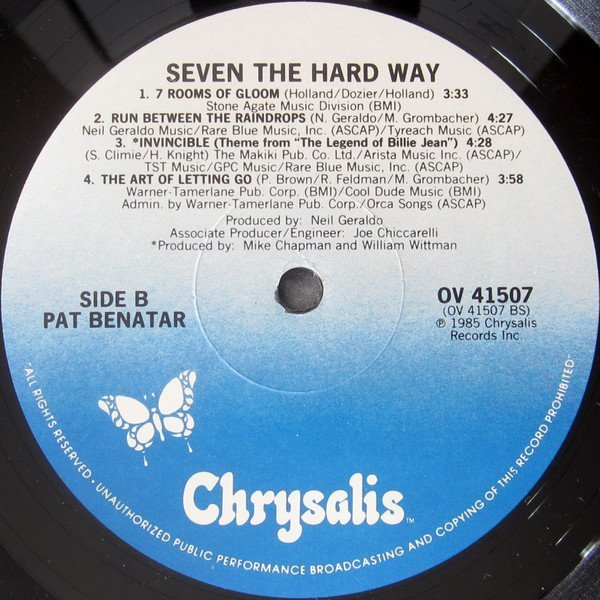 SEVEN THE HARD WAY
1. 7 ROOMS OF GLOOM (Holland/Dozier/Holland) 3:33
Stone Agate Music Division (BMI)
2. RUN BETWEEN THE RAINDROPS (N. Geraldo/M. Grombacher) 4:27
Neil Geraldo Music/Rare Blue Music, Inc. (ASCAP)/Tyreach Music (ASCAP)
3. *INVINCIBLE (Theme from "The Legend of Billie Jean") 4:28
(S. Climie/H. Knight) The Makiki Pub. Co. Ltd./Arista Music Inc. (ASCAP)/
TST Music/GPC Music/Rare Blue Music, Inc. (ASCAP)
4. THE ART OF LETTING GO (P. Brown/R. Feldman/M. Grombacher) 3:58
Warner-Tamerlane Pub. Corp. (BMI)/Cool Dude Music (BMI)
Admin. by Warner-Tamerlane Pub. Corp./Orca Songs (ASCAP)
Produced by: Neil Geraldo
Associate Producer/Engineer: Joe Chiccarelli
*Produced by: Mike Chapman and William Wittman
SIDE B
PAT BENATAR
OV 41507
(OV 41507 BS)
℗ 1985 Chrysalis
Records Inc.
Chrysalis™
ALL RIGHTS RESERVED. • UNAUTHORIZED PUBLIC PERFORMANCE BROADCASTING AND COPYING OF THIS RECORD PROHIBITED